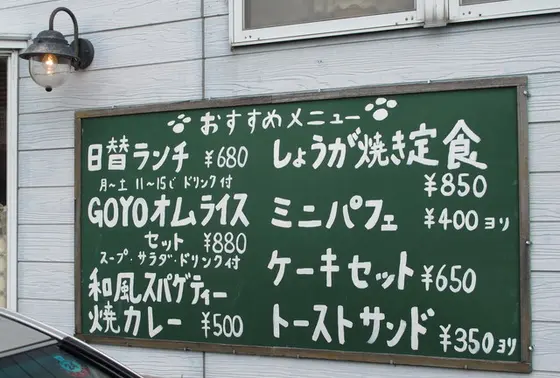 おすすめメニュー
日替ランチ ¥680
月～土 11～15じ ドリンク付
GOYOオムライス
セット ¥880
スープ・サラダ・ドリンク付
和風スパゲティー
焼カレー ¥500
しょうが焼き定食
¥850
ミニパフェ ¥400ヨリ
ケーキセット ¥650
トーストサンド ¥350ヨリ